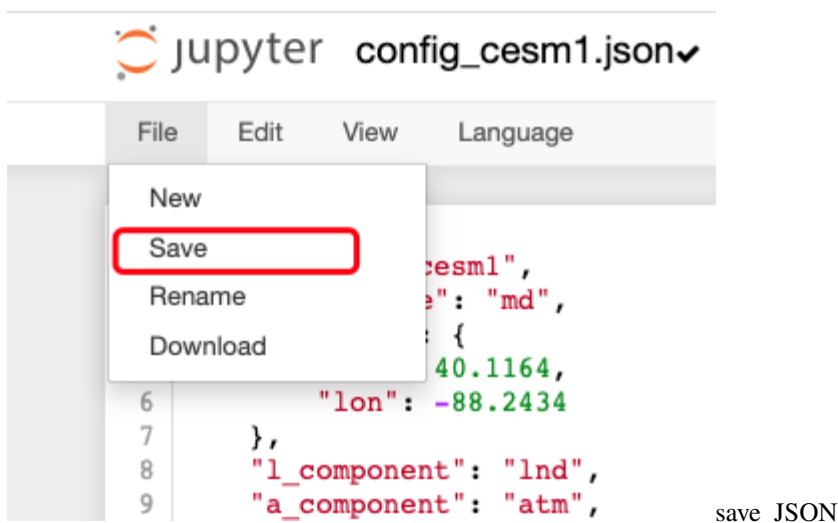 jupyter config_cesm1.json✔
File Edit View Language
New
Save
Rename
Download
cesm1",
": "md",
: {
40.1164,
6 "lon": -88.2434
7 },
8 "l_component": "lnd",
9 "a_component": "atm",
save JSON